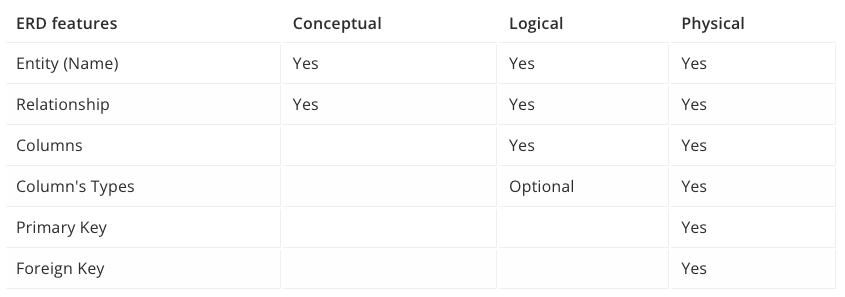 ERD features Conceptual Logical Physical
Entity (Name) Yes Yes Yes
Relationship Yes Yes Yes
Columns Yes Yes
Column's Types Optional Yes
Primary Key Yes
Foreign Key Yes